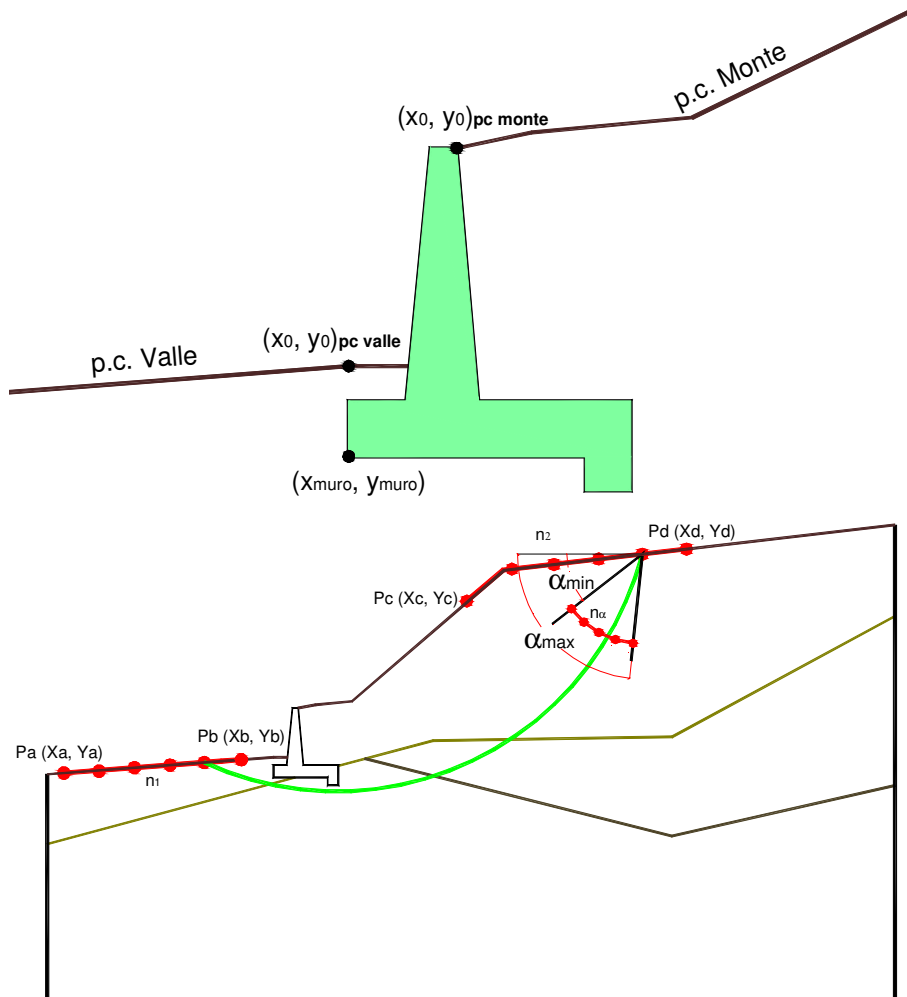 p.c. Monte
(x0, y0)pc monte
(x0, y0)pc valle
p.c. Valle
(xmuro, ymuro)
n2
Pd (Xd, Yd)
αmin
Pc (Xc, Yc)
nα
αmax
Pb (Xb, Yb)
Pa (Xa, Ya)
n1